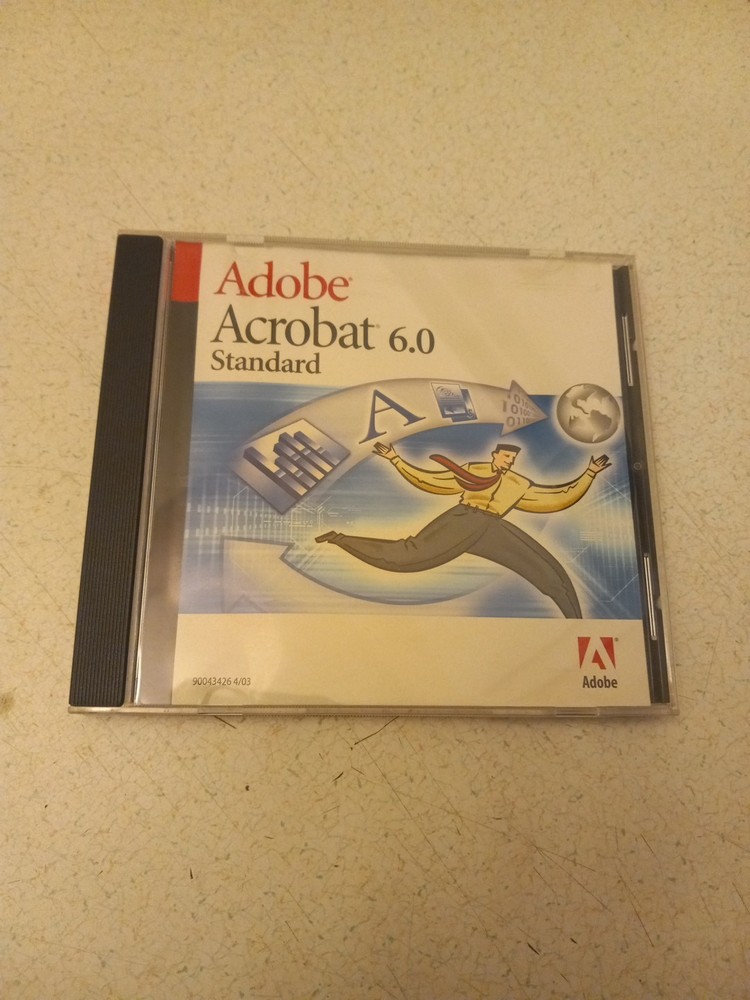 Adobe®
Acrobat® 6.0
Standard
A
90043426 4/03
Adobe